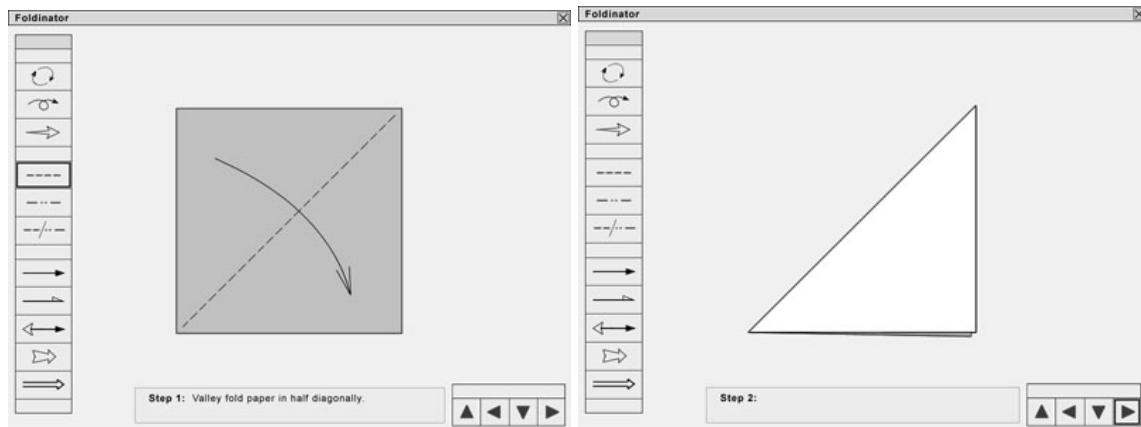 Foldinator
Step 1: Valley fold paper in half diagonally.
Foldinator
Step 2: